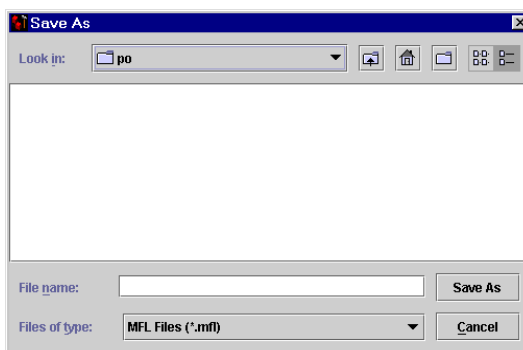 Save As
Look in: po
File name: Save As
Files of type: MFL Files (*.mfl) Cancel